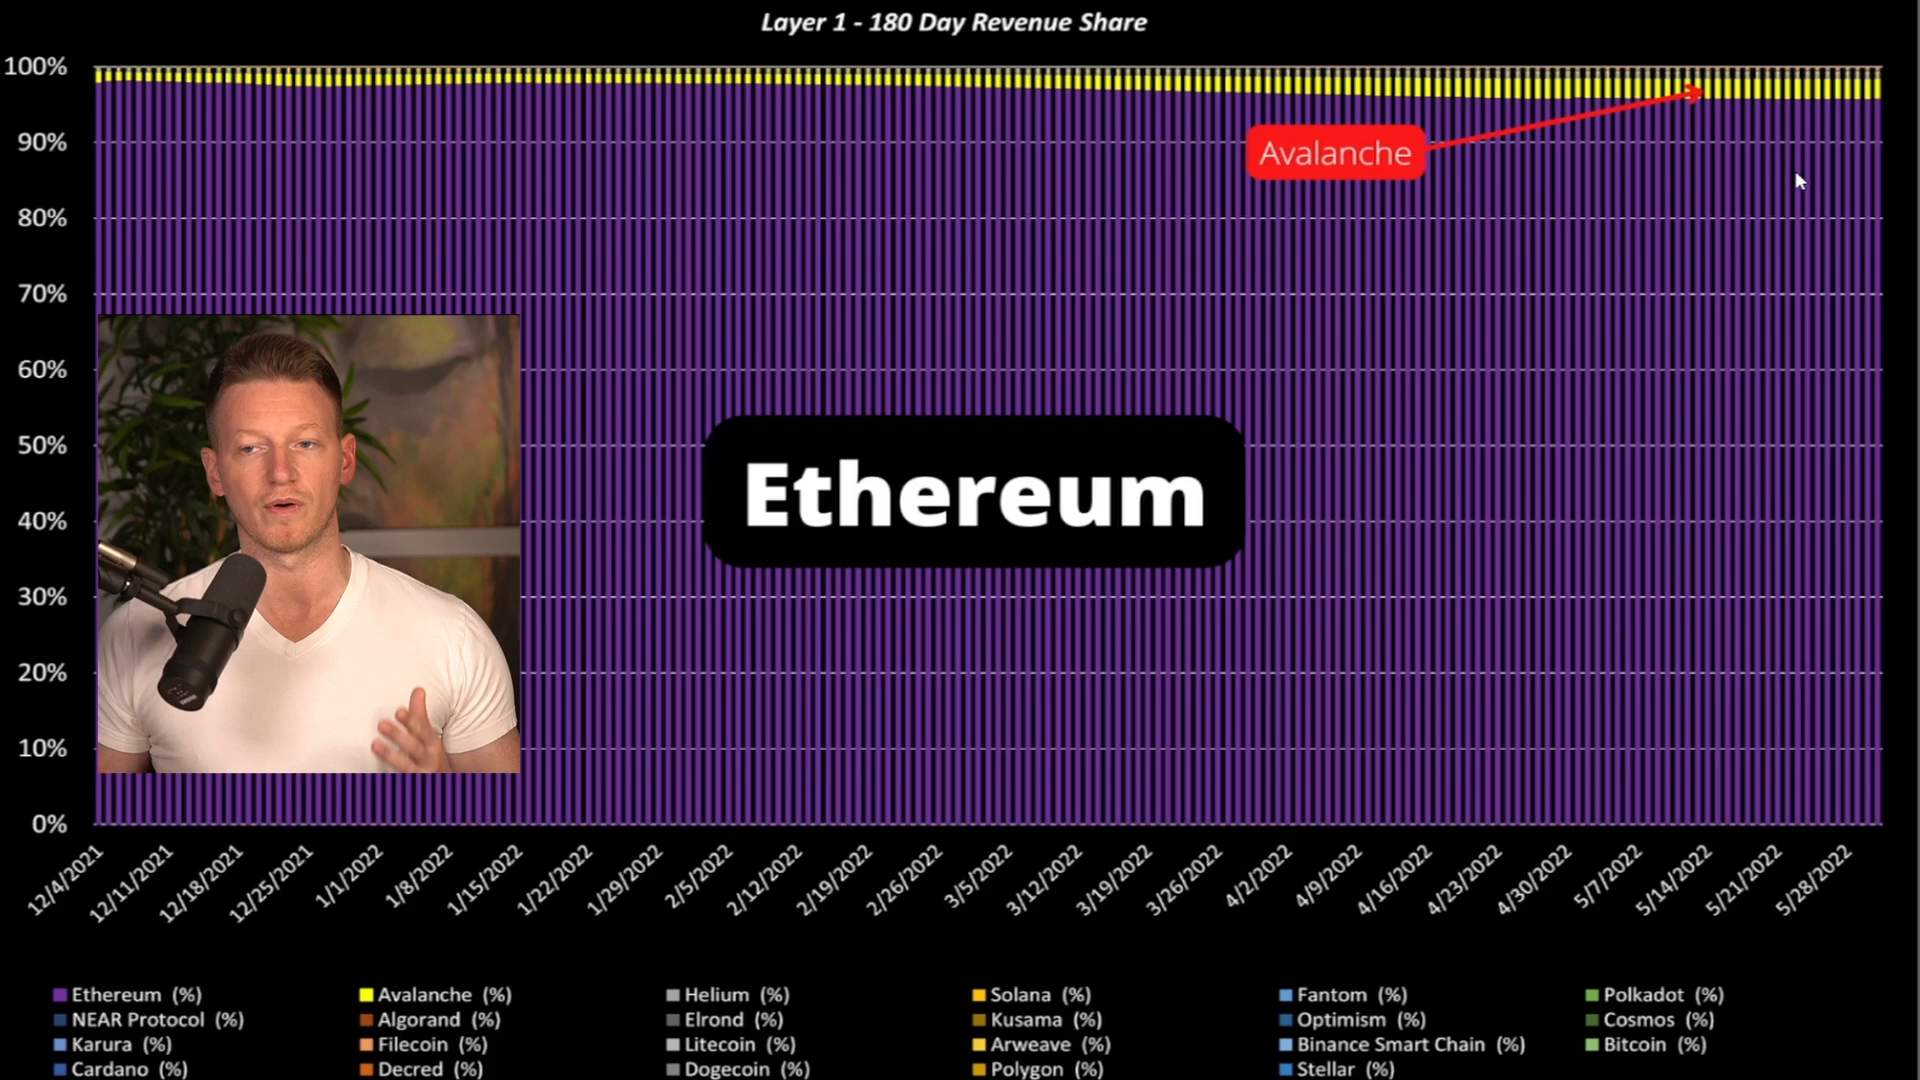 Layer 1 - 180 Day Revenue Share
100%
90%
80%
70%
60%
50%
40%
30%
20%
10%
0%
Avalanche
Ethereum
12/4/2021 12/11/2021 12/18/2021 12/25/2021 1/1/2022 1/8/2022 1/15/2022 1/22/2022 1/29/2022 2/5/2022 2/12/2022 2/19/2022 2/26/2022 3/5/2022 3/12/2022 3/19/2022 3/26/2022 4/2/2022 4/9/2022 4/16/2022 4/23/2022 4/30/2022 5/7/2022 5/14/2022 5/21/2022 5/28/2022
Ethereum (%) Avalanche (%) Helium (%) Solana (%) Fantom (%) Polkadot (%)
NEAR Protocol (%) Algorand (%) Elrond (%) Kusama (%) Optimism (%) Cosmos (%)
Karura (%) Filecoin (%) Litecoin (%) Arweave (%) Binance Smart Chain (%) Bitcoin (%)
Cardano (%) Decred (%) Dogecoin (%) Polygon (%) Stellar (%)